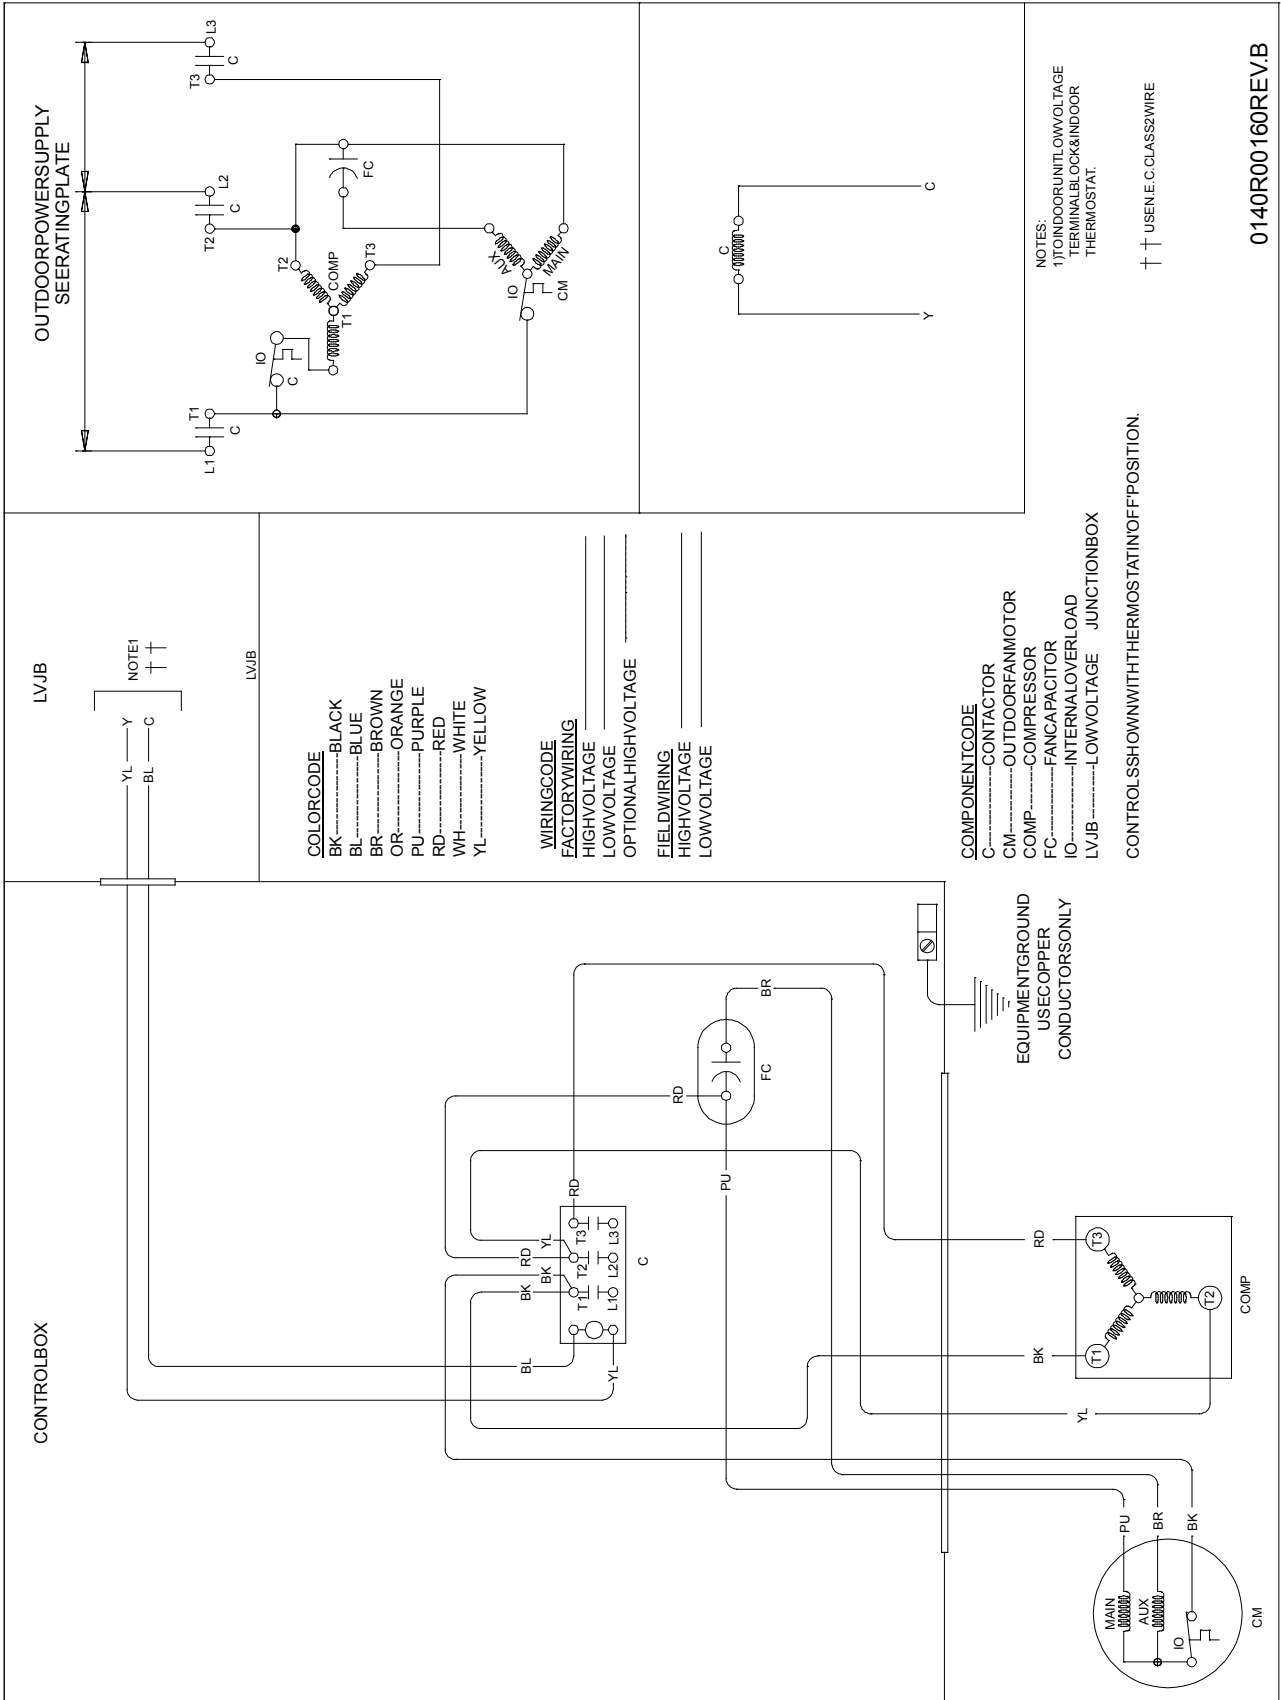 CONTROLBOX
YL
Y
BL
C
LVJB
NOTE1
†† 
LVJB
BL
YL
BK
BK
RD
YL
RD
T1
T2
T3
L1
L2
L3
C
RD
PU
BR
FC
MAIN
AUX
IO
PU
BR
BK
CM
YL
BK
RD
T1
T2
T3
COMP
EQUIPMENTGROUND
USECOPPER
CONDUCTORSONLY
COLORCODE
BK------------BLACK
BL------------BLUE
BR------------BROWN
OR------------ORANGE
PU------------PURPLE
RD------------RED
WH------------WHITE
YL------------YELLOW
WIRINGCODE
FACTORYWIRING
HIGHVOLTAGE
LOWVOLTAGE
OPTIONALHIGHVOLTAGE
FIELDWIRING
HIGHVOLTAGE
LOWVOLTAGE
COMPONENTCODE
C------------CONTACTOR
CM------------OUTDOORFANMOTOR
COMP------------COMPRESSOR
FC------------FANCAPACITOR
IO------------INTERNALOVERLOAD
LVJB------------LOWVOLTAGE JUNCTIONBOX
CONTROLSSHOWNWITHTHERMOSTATIN'OFF'POSITION.
OUTDOORPOWERSUPPLY
SEERATINGPLATE
L1
C
T1
T2
C
L2
T3
C
L3
IO
C
T1
T2
COMP
T3
FC
AUX
MAIN
IO
CM
C
Y
C
NOTES:
1)TOINDOORUNITLOWVOLTAGE
TERMINALBLOCK&INDOOR
THERMOSTAT.
†† USEN.E.C.CLASS2WIRE
0140R00160REV.B